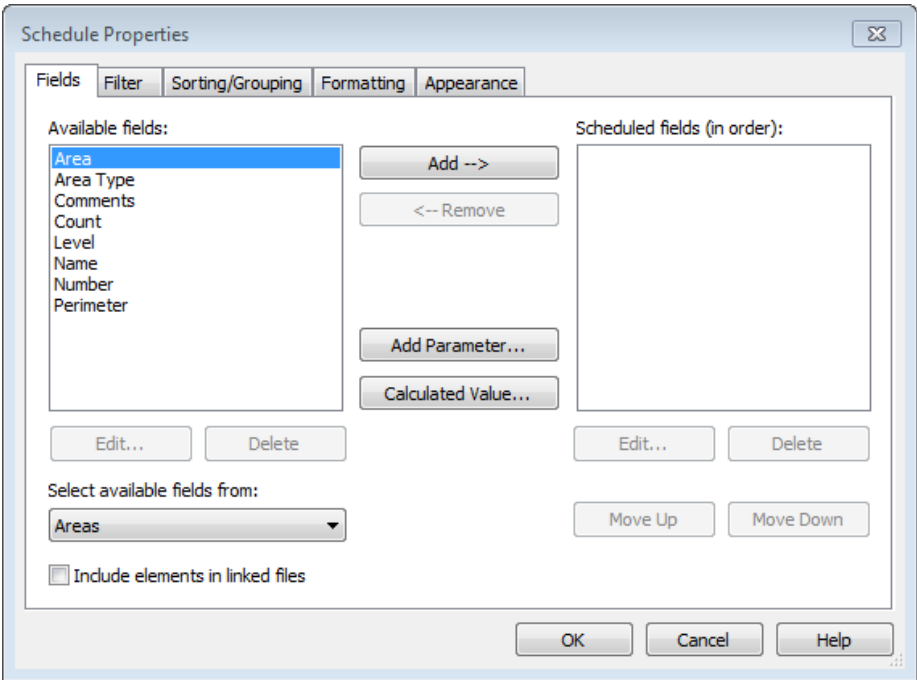 Schedule Properties
Fields
Filter
Sorting/Grouping
Formatting
Appearance
Available fields:
Area
Area Type
Comments
Count
Level
Name
Number
Perimeter
Add -->
<-- Remove
Add Parameter...
Calculated Value...
Scheduled fields (in order):
Edit...
Delete
Edit...
Delete
Select available fields from:
Areas
Move Up
Move Down
Include elements in linked files
OK
Cancel
Help